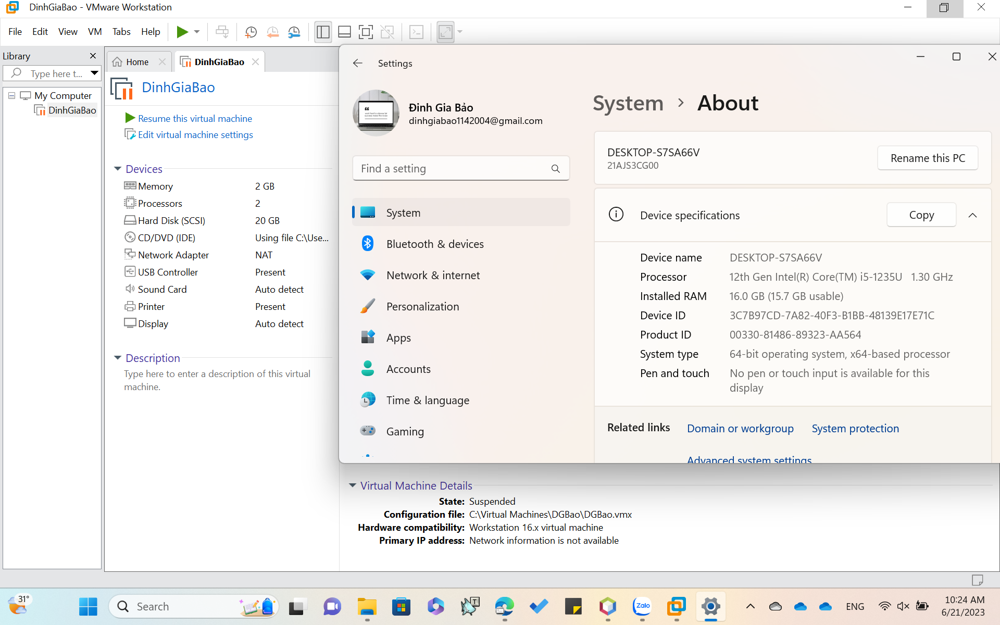 DinhGiaBao - VMware Workstation
File Edit View VM Tabs Help
Library
Type here t...
My Computer
DinhGiaBao
Home
DinhGiaBao
DinhGiaBao
Resume this virtual machine
Edit virtual machine settings
Devices
Memory 2 GB
Processors 2
Hard Disk (SCSI) 20 GB
CD/DVD (IDE) Using file C:\Use...
Network Adapter NAT
USB Controller Present
Sound Card Auto detect
Printer Present
Display Auto detect
Description
Type here to enter a description of this virtual
machine.
Settings
Đinh Gia Bảo
dinhgiabao1142004@gmail.com
Find a setting
System
Bluetooth & devices
Network & internet
Personalization
Apps
Accounts
Time & language
Gaming
System › About
DESKTOP-S7SA66V
21AJS3CG00
Rename this PC
Device specifications
Copy
Device name DESKTOP-S7SA66V
Processor 12th Gen Intel(R) Core(TM) i5-1235U 1.30 GHz
Installed RAM 16.0 GB (15.7 GB usable)
Device ID 3C7B97CD-7A82-40F3-B1BB-48139E17E71C
Product ID 00330-81486-89323-AA564
System type 64-bit operating system, x64-based processor
Pen and touch No pen or touch input is available for this
display
Related links Domain or workgroup System protection
Advanced system settings
Virtual Machine Details
State: Suspended
Configuration file: C:\Virtual Machines\DGBao\DGBao.vmx
Hardware compatibility: Workstation 16.x virtual machine
Primary IP address: Network information is not available
31°
Search
Zalo
ENG
10:24 AM
6/21/2023